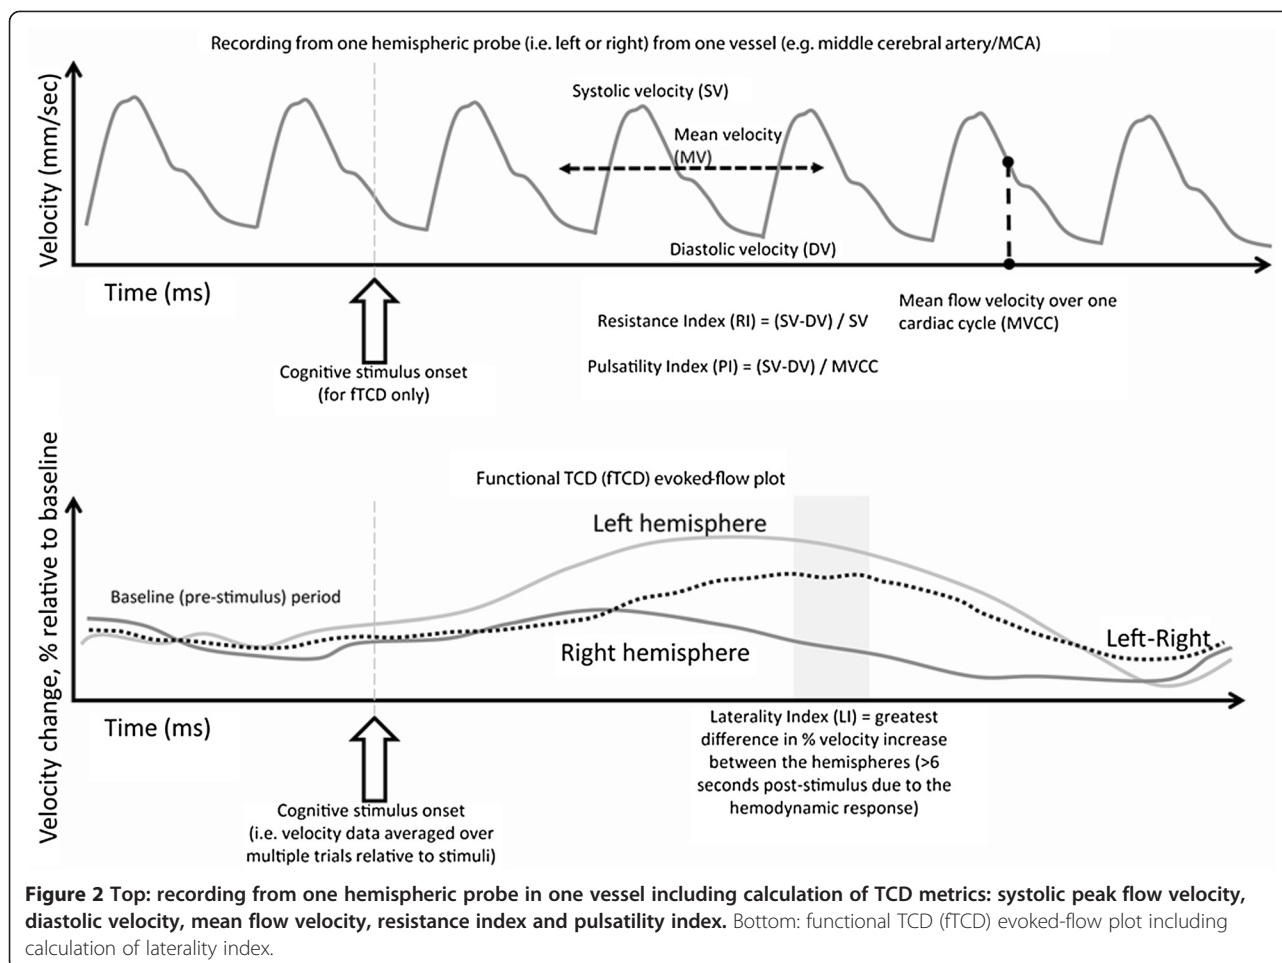 Recording from one hemispheric probe (i.e. left or right) from one vessel (e.g. middle cerebral artery/MCA)
Velocity (mm/sec)
Systolic velocity (SV)
Mean velocity
(MV)
Diastolic velocity (DV)
Time (ms)
Mean flow velocity over one
cardiac cycle (MVCC)
Resistance Index (RI) = (SV-DV) / SV
Pulsatility Index (PI) = (SV-DV) / MVCC
Cognitive stimulus onset
(for fTCD only)
Velocity change, % relative to baseline
Functional TCD (fTCD) evoked-flow plot
Left hemisphere
Baseline (pre-stimulus) period
Right hemisphere
Left-Right
Time (ms)
Laterality Index (LI) = greatest
difference in % velocity increase
between the hemispheres (>6
seconds post-stimulus due to the
hemodynamic response)
Cognitive stimulus onset
(i.e. velocity data averaged over
multiple trials relative to stimuli)
Figure 2 Top: recording from one hemispheric probe in one vessel including calculation of TCD metrics: systolic peak flow velocity,
diastolic velocity, mean flow velocity, resistance index and pulsatility index. Bottom: functional TCD (fTCD) evoked-flow plot including
calculation of laterality index.